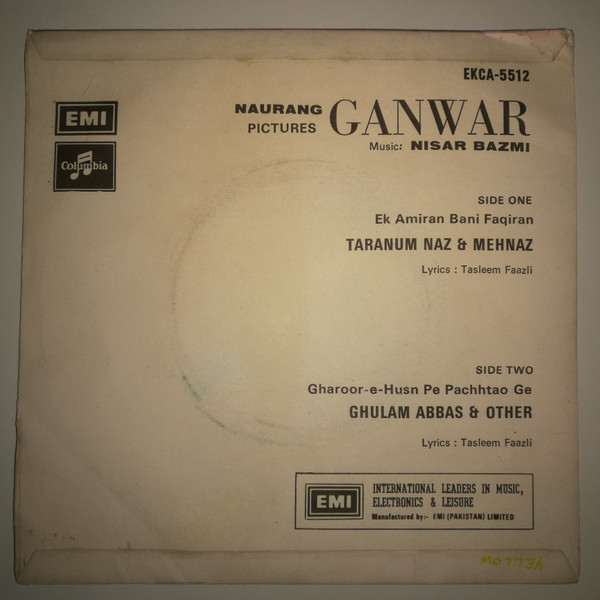 EKCA-5512
EMI
NAURANG PICTURES GANWAR
Music: NISAR BAZMI
Columbia
SIDE ONE
Ek Amiran Bani Faqiran
TARANUM NAZ & MEHNAZ
Lyrics : Tasleem Faazli
SIDE TWO
Gharoor-e-Husn Pe Pachhtao Ge
GHULAM ABBAS & OTHER
Lyrics : Tasleem Faazli
EMI
INTERNATIONAL LEADERS IN MUSIC,
ELECTRONICS & LEISURE
Manufactured by:- EMI (PAKISTAN) LIMITED
YELLOW